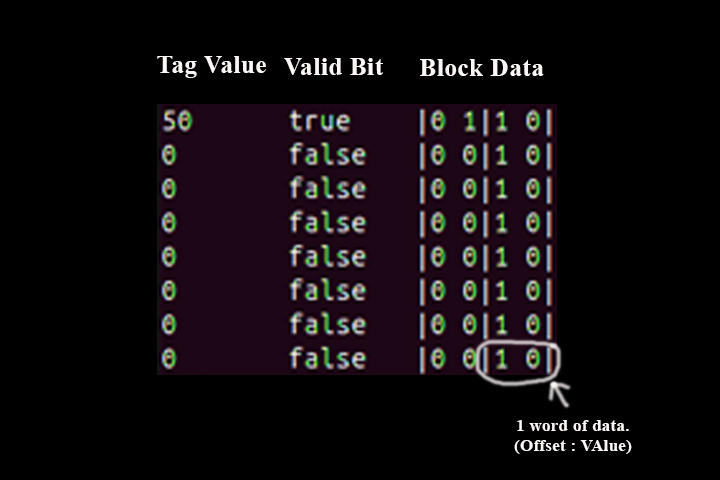 Tag Value Valid Bit Block Data
50 true |0 1|1 0|
0 false |0 0|1 0|
0 false |0 0|1 0|
0 false |0 0|1 0|
0 false |0 0|1 0|
0 false |0 0|1 0|
0 false |0 0|1 0|
0 false |0 0|1 0|
1 word of data.
(Offset : VAlue)